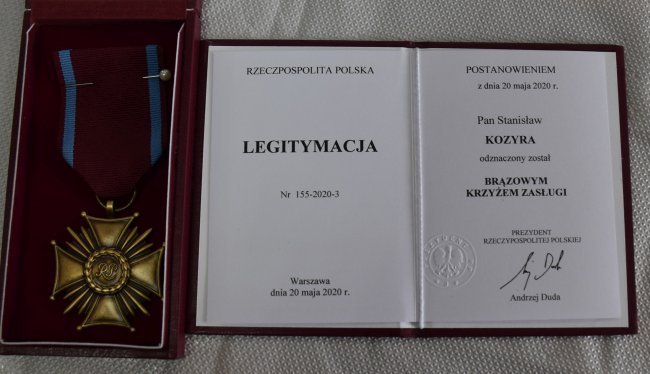 RP
RZECZPOSPOLITA POLSKA
LEGITYMACJA
Nr 155-2020-3
Warszawa
dnia 20 maja 2020 r.
POSTANOWIENIEM
z dnia 20 maja 2020 r.
Pan Stanisław
KOZYRA
odznaczony został
BRĄZOWYM
KRZYŻEM ZASŁUGI
PREZYDENT
RZECZYPOSPOLITEJ POLSKIEJ
Andrzej Duda